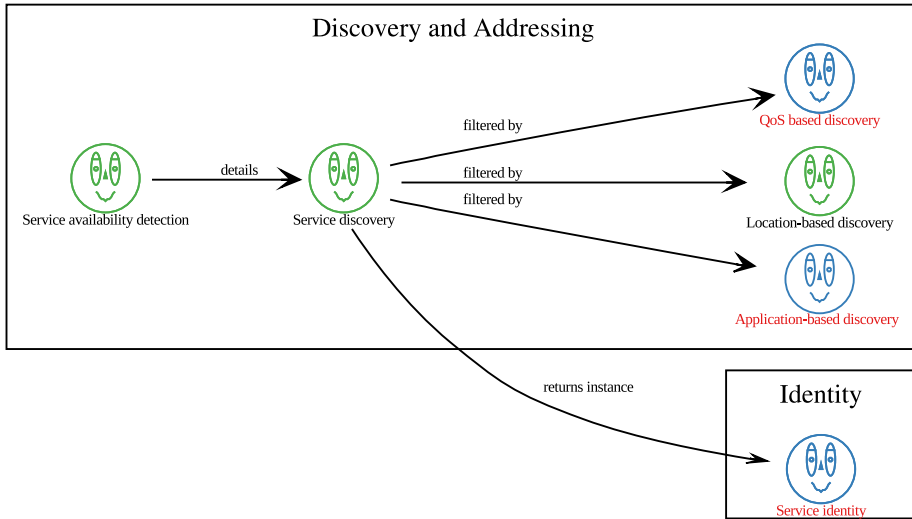 Discovery and Addressing
filtered by
QoS based discovery
details
filtered by
Service availability detection
Service discovery
filtered by
Location-based discovery
Application-based discovery
returns instance
Identity
Service identity